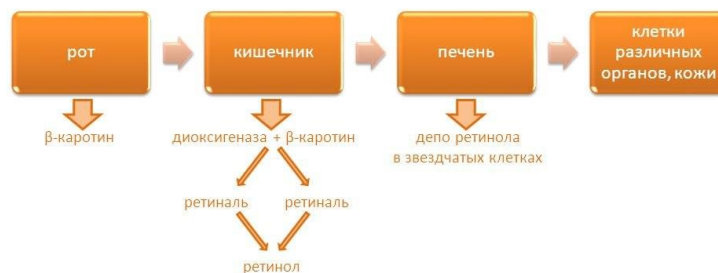 рот
кишечник
печень
клетки
различных
органов, кожи
β-каротин
диоксигеназа + β-каротин
депо ретинола
в звездчатых клетках
ретиналь
ретиналь
ретинол